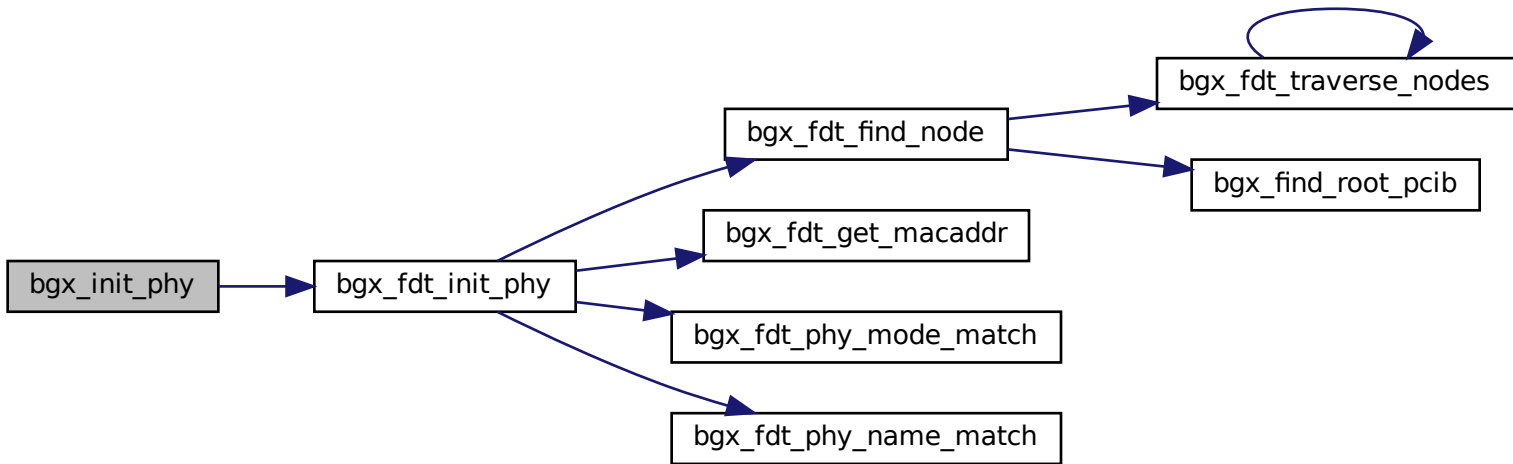 bgx_fdt_traverse_nodes
bgx_fdt_find_node
bgx_find_root_pcib
bgx_fdt_get_macaddr
bgx_init_phy
bgx_fdt_init_phy
bgx_fdt_phy_mode_match
bgx_fdt_phy_name_match